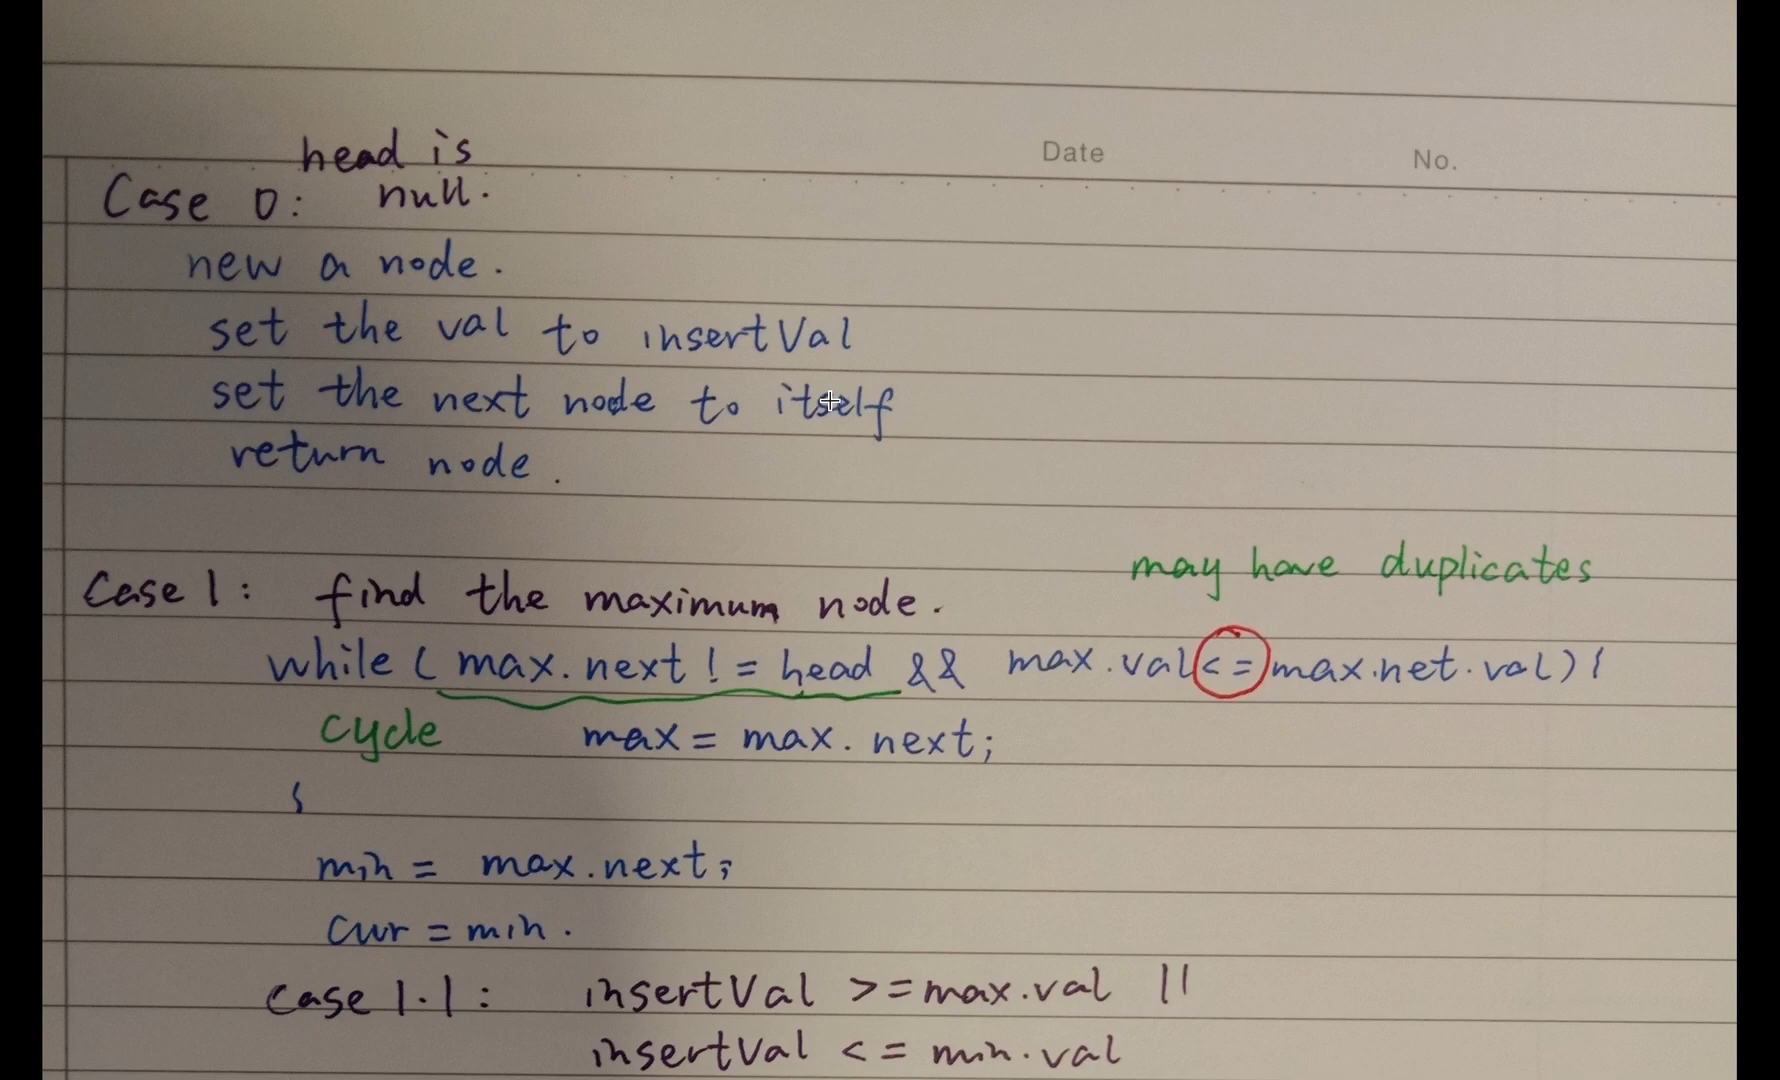 Date No.
head is
Case 0: null.
new a node.
set the val to insertVal
set the next node to itself
return node.
may have duplicates
Case 1: find the maximum node.
while ( max.next != head && max.val <= max.net.val) {
cycle max = max.next;
}
min = max.next;
cur = min.
Case 1.1: insertVal >= max.val ||
insertVal <= min.val